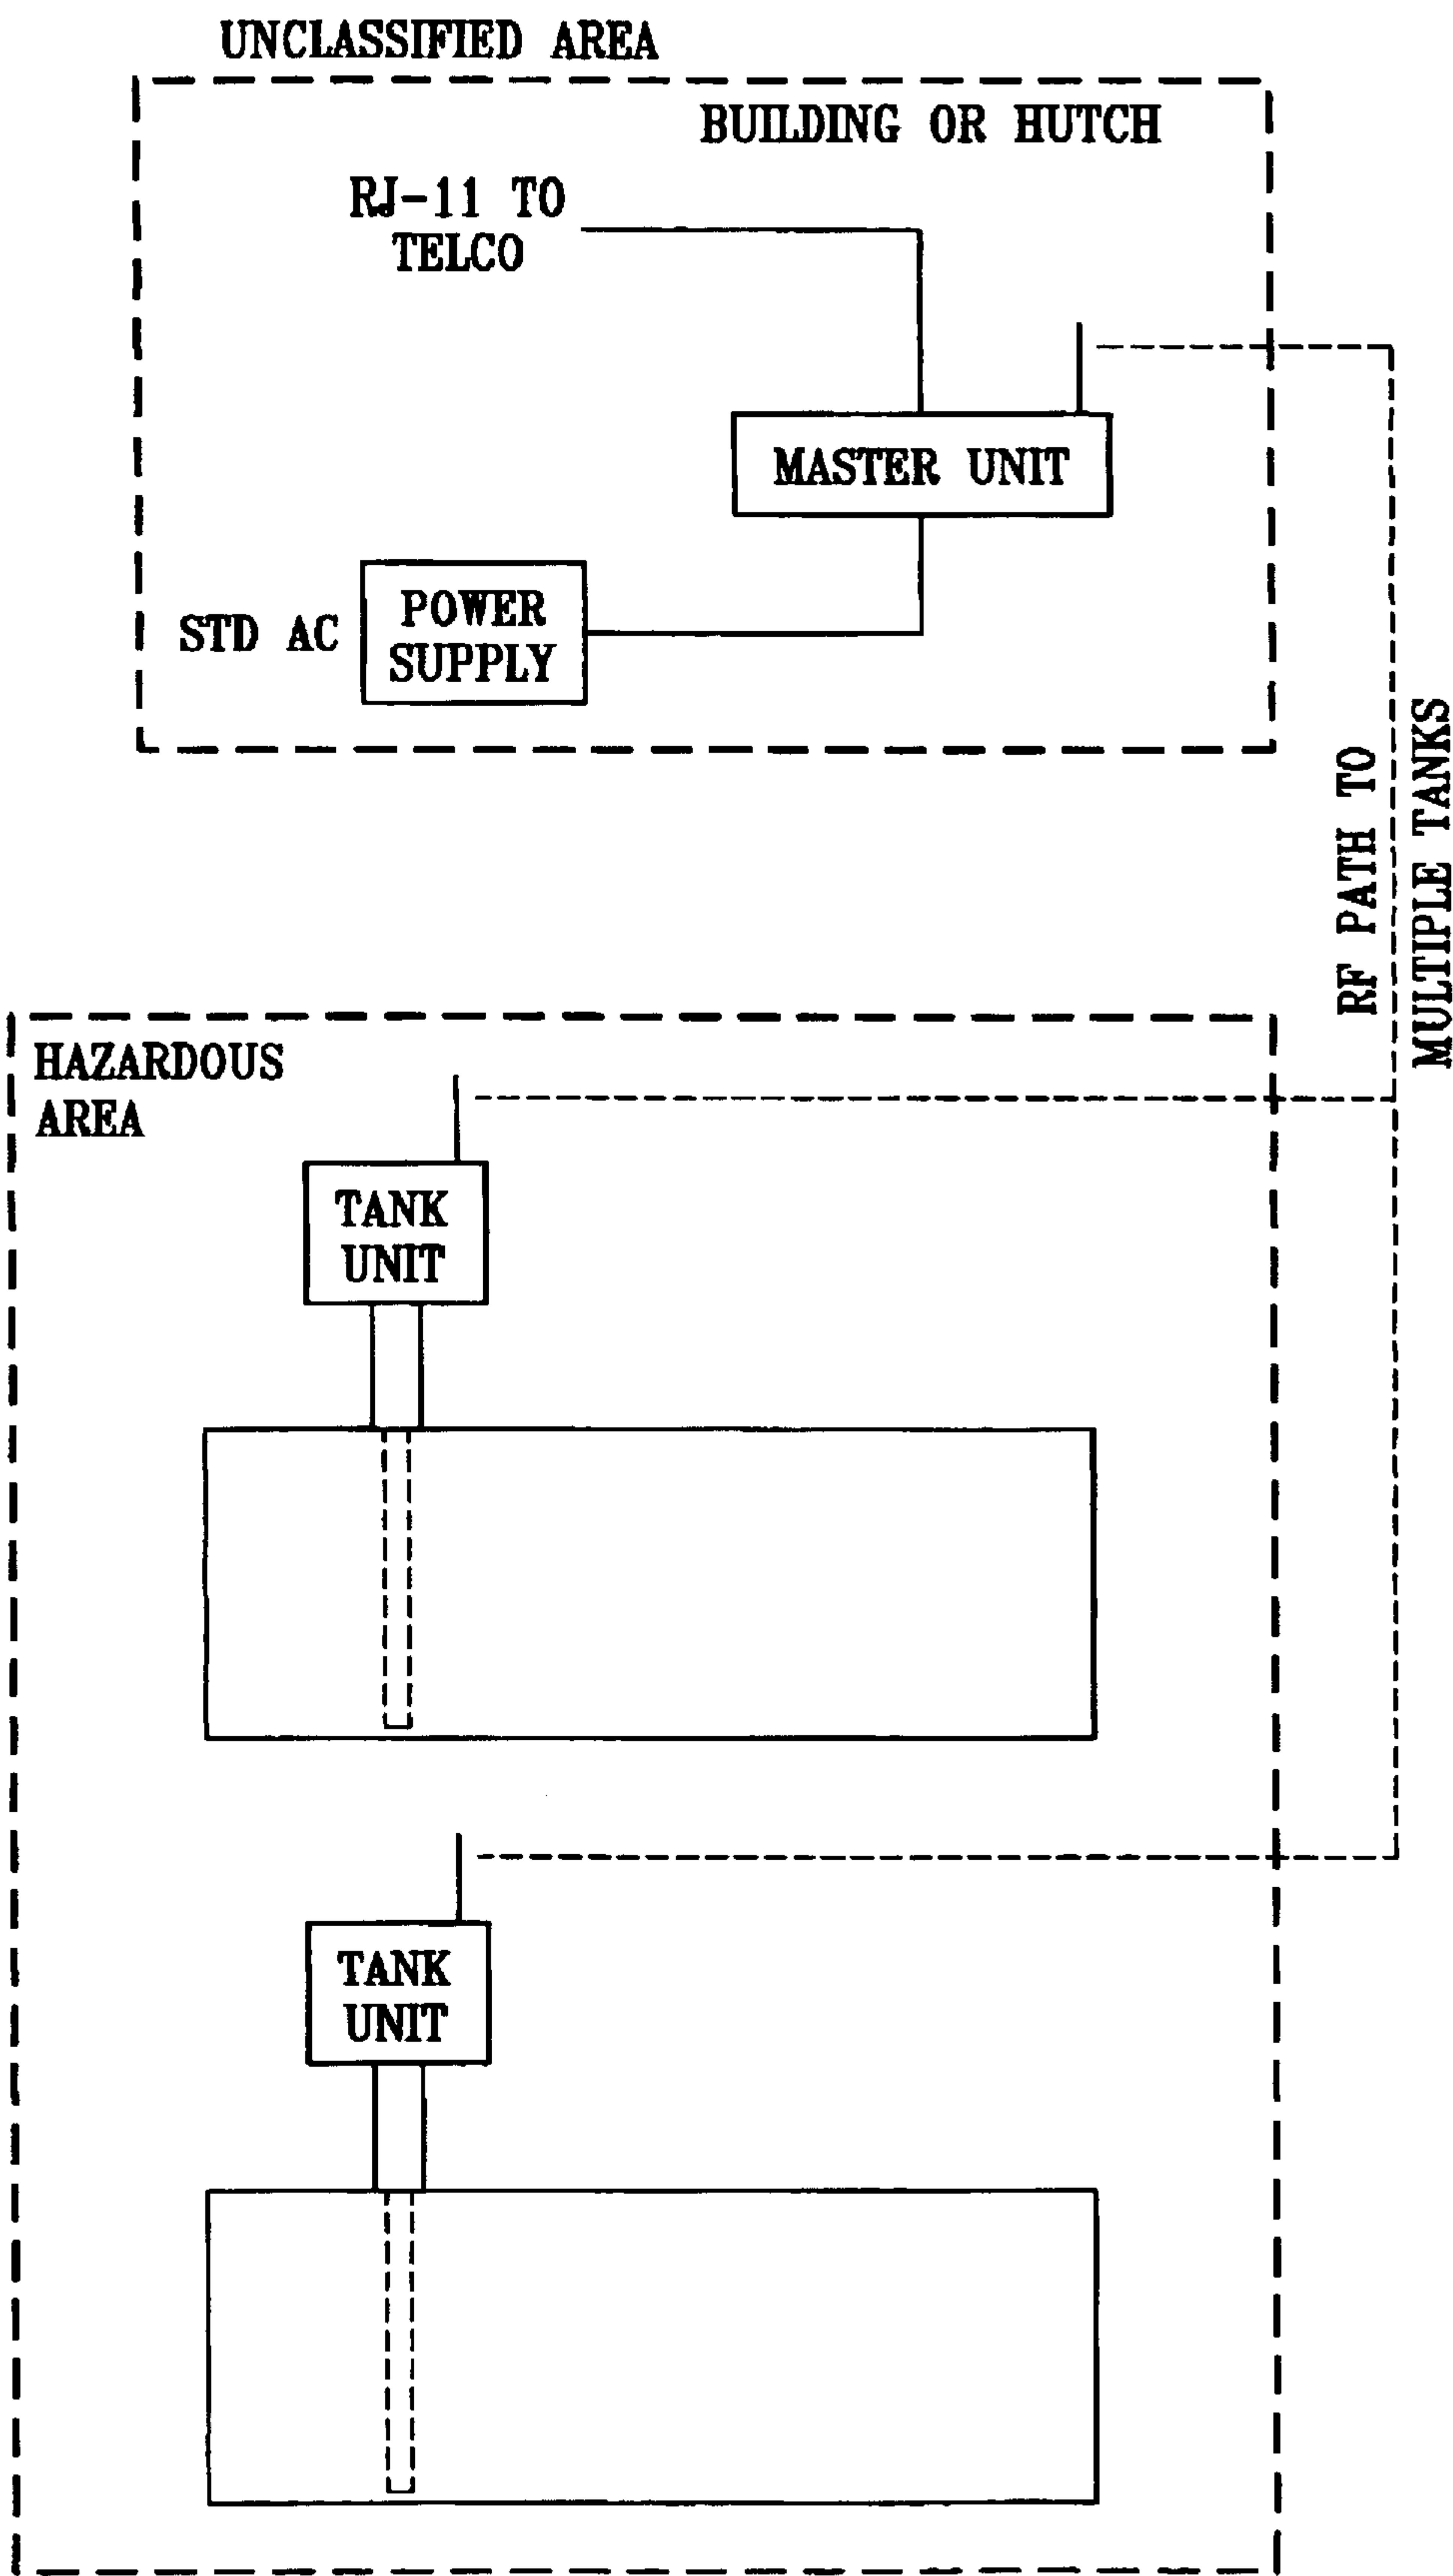 UNCLASSIFIED AREA
BUILDING OR HUTCH
RJ-11 TO
TELCO
MASTER UNIT
STD AC
POWER
SUPPLY
RF PATH TO
MULTIPLE TANKS
HAZARDOUS
AREA
TANK
UNIT
TANK
UNIT